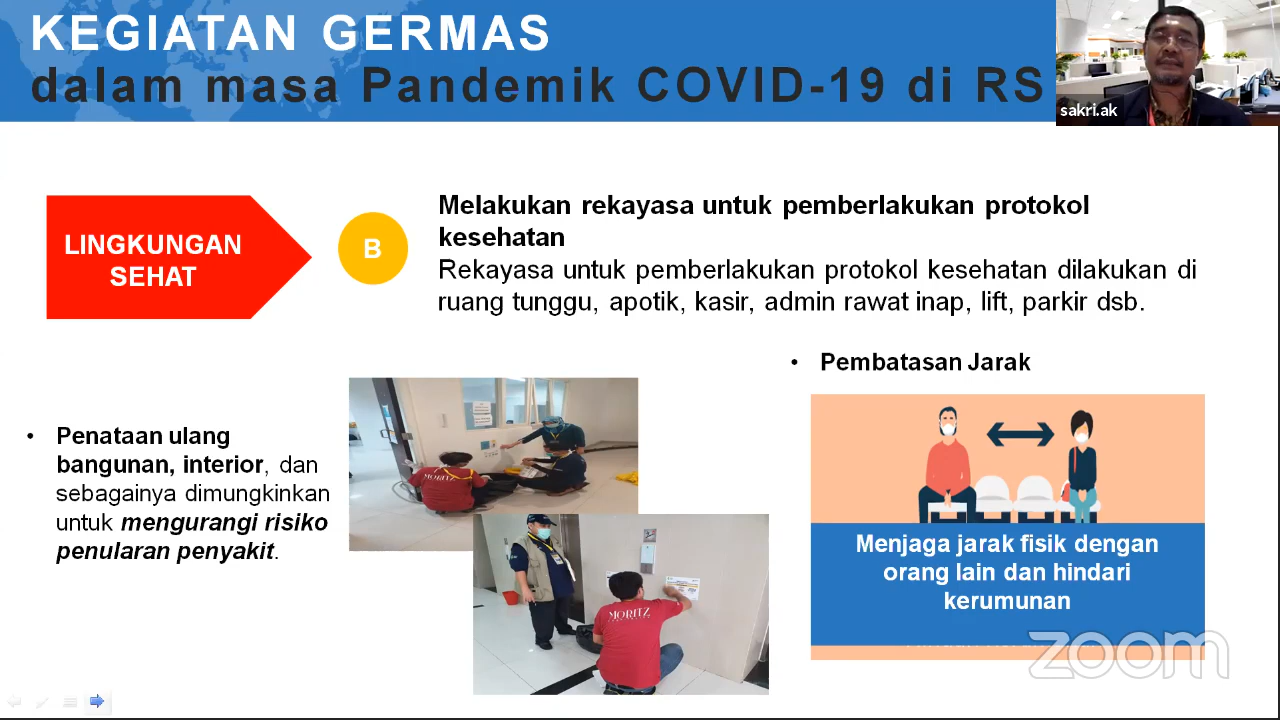 KEGIATAN GERMAS
dalam masa Pandemik COVID-19 di RS
sakri.ak
LINGKUNGAN
SEHAT
B
Melakukan rekayasa untuk pemberlakukan protokol
kesehatan
Rekayasa untuk pemberlakukan protokol kesehatan dilakukan di
ruang tunggu, apotik, kasir, admin rawat inap, lift, parkir dsb.
• Pembatasan Jarak
• Penataan ulang
bangunan, interior, dan
sebagainya dimungkinkan
untuk mengurangi risiko
penularan penyakit.
MORITZ
MORITZ
Menjaga jarak fisik dengan
orang lain dan hindari
kerumunan
zoom